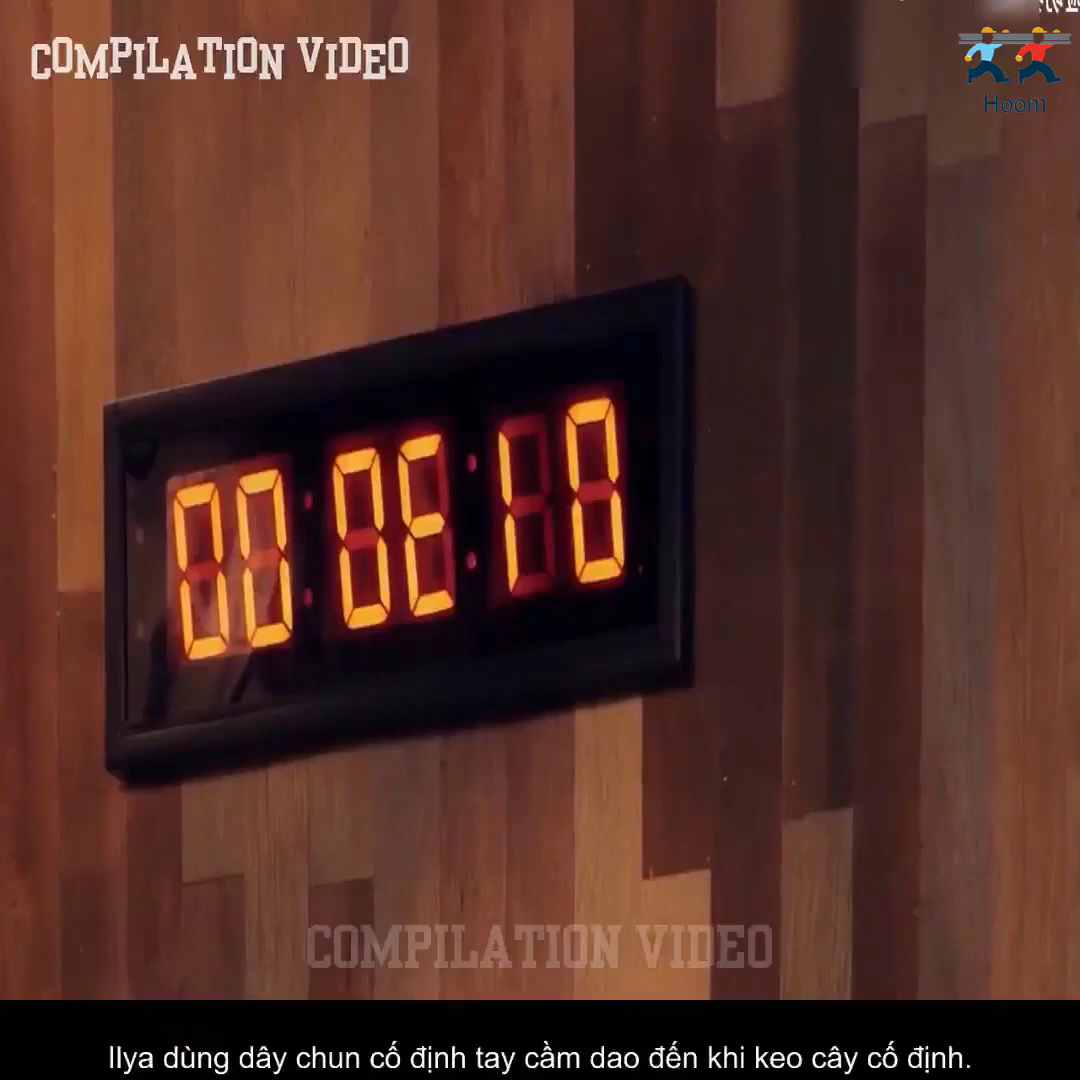 COMPILATION VIDEO
Hoom
00:0E:10
COMPILATION VIDEO
Ilya dùng dây chun cố định tay cầm dao đến khi keo cây cố định.